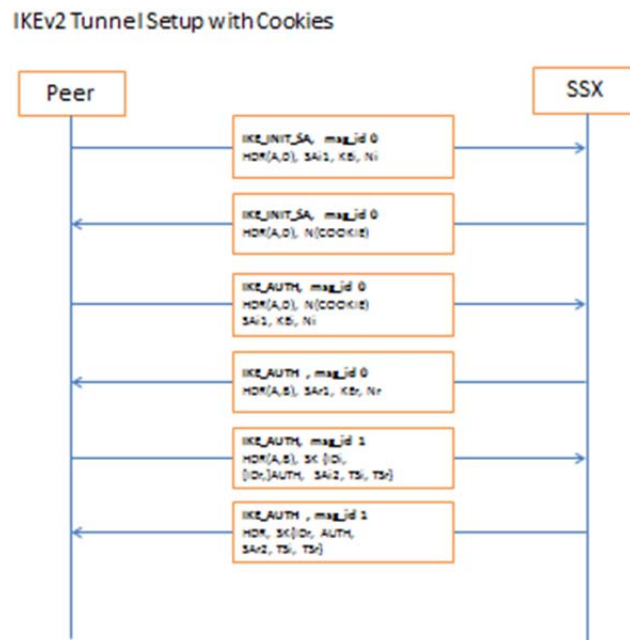 IKEv2 Tunnel Setup with Cookies
Peer
SSX
IKE_INIT_SA, msg_id 0
HDR(A,0), SAi1, KEi, Ni
IKE_INIT_SA, msg_id 0
HDR(A,0), N(COOKIE)
IKE_AUTH, msg_id 0
HDR(A,0), N(COOKIE)
SAi1, KEi, Ni
IKE_AUTH , msg_id 0
HDR(A,B), SAr1, KEr, Nr
IKE_AUTH, msg_id 1
HDR(A,B), SK {IDi,
[IDr,]AUTH, SAi2, TSi, TSr}
IKE_AUTH , msg_id 1
HDR, SK{IDr, AUTH,
SAr2, TSi, TSr}